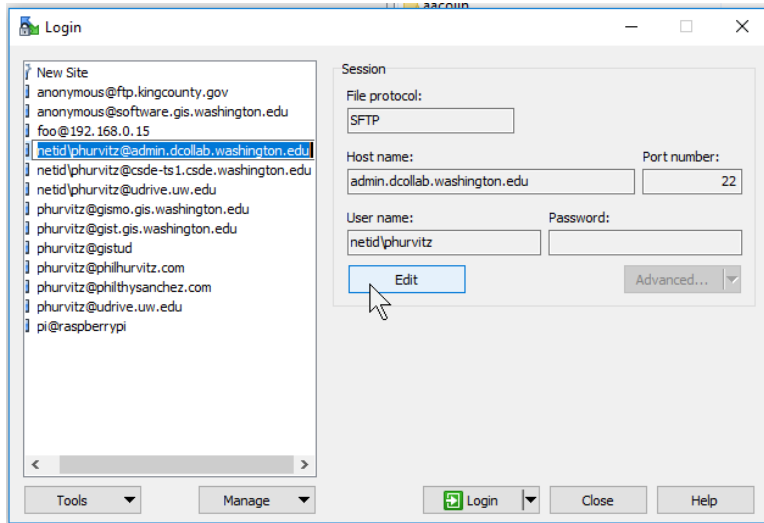 aacolin
Login
New Site
anonymous@ftp.kingcounty.gov
anonymous@software.gis.washington.edu
foo@192.168.0.15
netid\phurvitz@admin.dcollab.washington.edu
netid\phurvitz@csde-ts1.csde.washington.edu
netid\phurvitz@udrive.uw.edu
phurvitz@gismo.gis.washington.edu
phurvitz@gist.gis.washington.edu
phurvitz@gistud
phurvitz@philhurvitz.com
phurvitz@philthysanchez.com
phurvitz@udrive.uw.edu
pi@raspberrypi
Tools
Manage
Session
File protocol:
SFTP
Host name:
Port number:
admin.dcollab.washington.edu
22
User name:
Password:
netid\phurvitz
Edit
Advanced...
Login
Close
Help